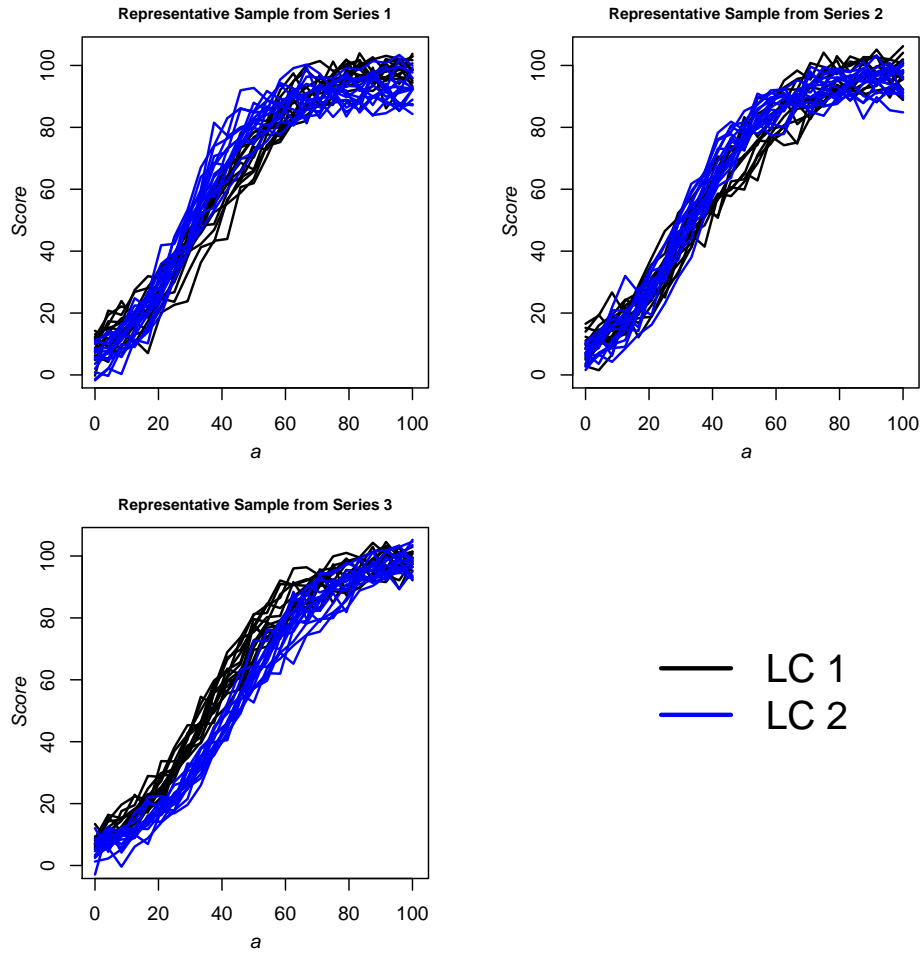 Representative Sample from Series 1
Score
0 20 40 60 80 100
0 20 40 60 80 100
a
Representative Sample from Series 2
Score
0 20 40 60 80 100
0 20 40 60 80 100
a
Representative Sample from Series 3
Score
0 20 40 60 80 100
0 20 40 60 80 100
a
LC 1
LC 2